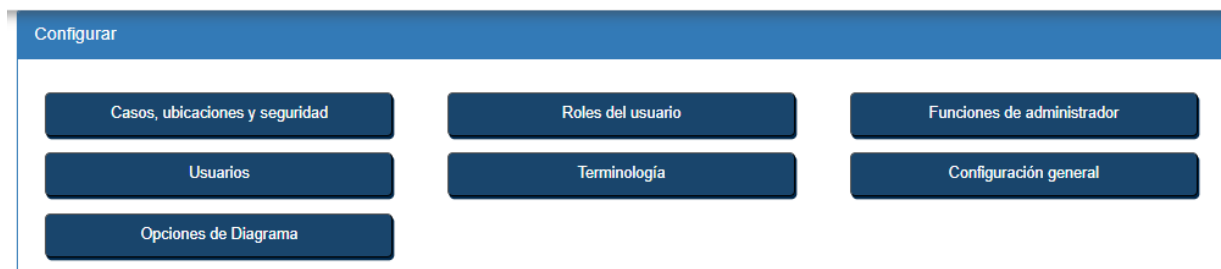 Configurar
Casos, ubicaciones y seguridad
Roles del usuario
Funciones de administrador
Usuarios
Terminología
Configuración general
Opciones de Diagrama